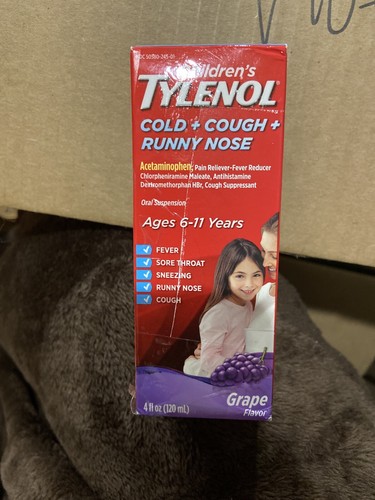 Children's
TYLENOL®
COLD + COUGH +
RUNNY NOSE
Acetaminophen, Pain Reliever-Fever Reducer
Chlorpheniramine Maleate, Antihistamine
Dextromethorphan HBr, Cough Suppressant
Oral Suspension
Ages 6-11 Years
FEVER
SORE THROAT
SNEEZING
RUNNY NOSE
COUGH
Grape
Flavor
4 fl oz (120 mL)